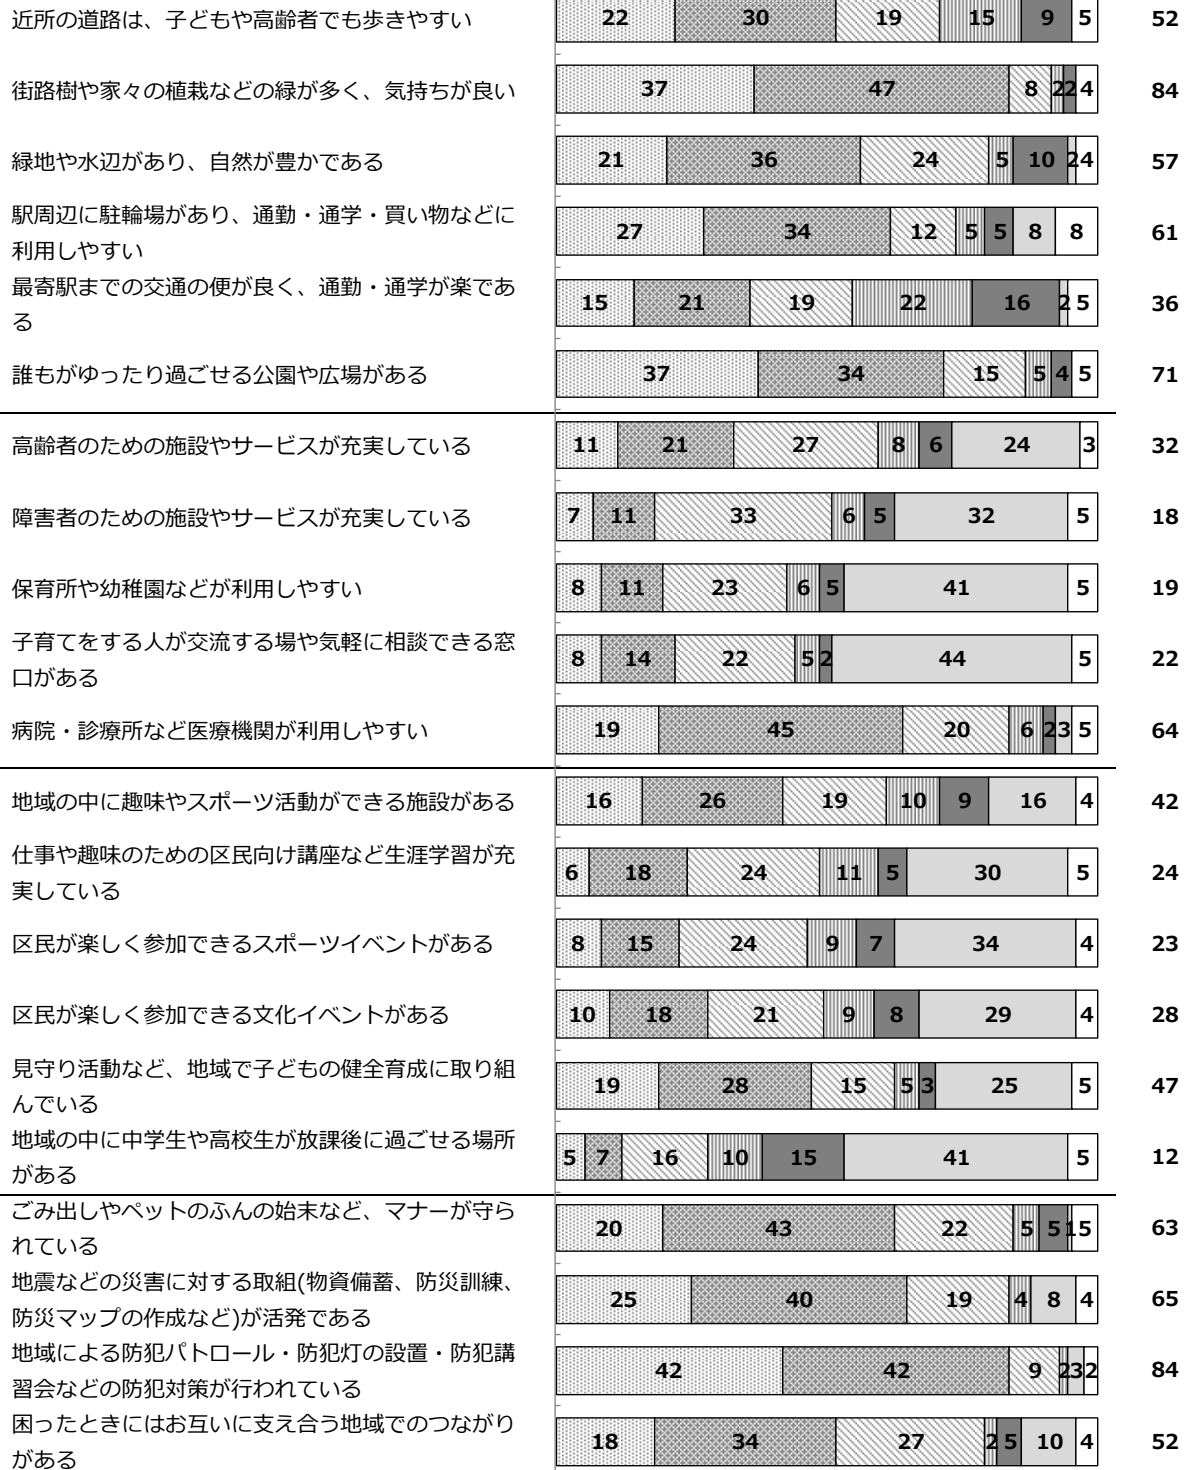 近所の道路は、子どもや高齢者でも歩きやすい 22 30 19 15 9 5 52
街路樹や家々の植栽などの緑が多く、気持ちが良い 37 47 8 2 2 4 84
緑地や水辺があり、自然が豊かである 21 36 24 5 10 2 4 57
駅周辺に駐輪場があり、通勤・通学・買い物などに
利用しやすい 27 34 12 5 5 8 8 61
最寄駅までの交通の便が良く、通勤・通学が楽であ
る 15 21 19 22 16 2 5 36
誰もがゆったり過ごせる公園や広場がある 37 34 15 5 4 5 71
高齢者のための施設やサービスが充実している 11 21 27 8 6 24 3 32
障害者のための施設やサービスが充実している 7 11 33 6 5 32 5 18
保育所や幼稚園などが利用しやすい 8 11 23 6 5 41 5 19
子育てをする人が交流する場や気軽に相談できる窓
口がある 8 14 22 5 2 44 5 22
病院・診療所など医療機関が利用しやすい 19 45 20 6 2 3 5 64
地域の中に趣味やスポーツ活動ができる施設がある 16 26 19 10 9 16 4 42
仕事や趣味のための区民向け講座など生涯学習が充
実している 6 18 24 11 5 30 5 24
区民が楽しく参加できるスポーツイベントがある 8 15 24 9 7 34 4 23
区民が楽しく参加できる文化イベントがある 10 18 21 9 8 29 4 28
見守り活動など、地域で子どもの健全育成に取り組
んでいる 19 28 15 5 3 25 5 47
地域の中に中学生や高校生が放課後に過ごせる場所
がある 5 7 16 10 15 41 5 12
ごみ出しやペットのふんの始末など、マナーが守ら
れている 20 43 22 5 5 1 5 63
地震などの災害に対する取組(物資備蓄、防災訓練、
防災マップの作成など)が活発である 25 40 19 4 8 4 65
地域による防犯パトロール・防犯灯の設置・防犯講
習会などの防犯対策が行われている 42 42 9 2 3 2 84
困ったときにはお互いに支え合う地域でのつながり
がある 18 34 27 2 5 10 4 52